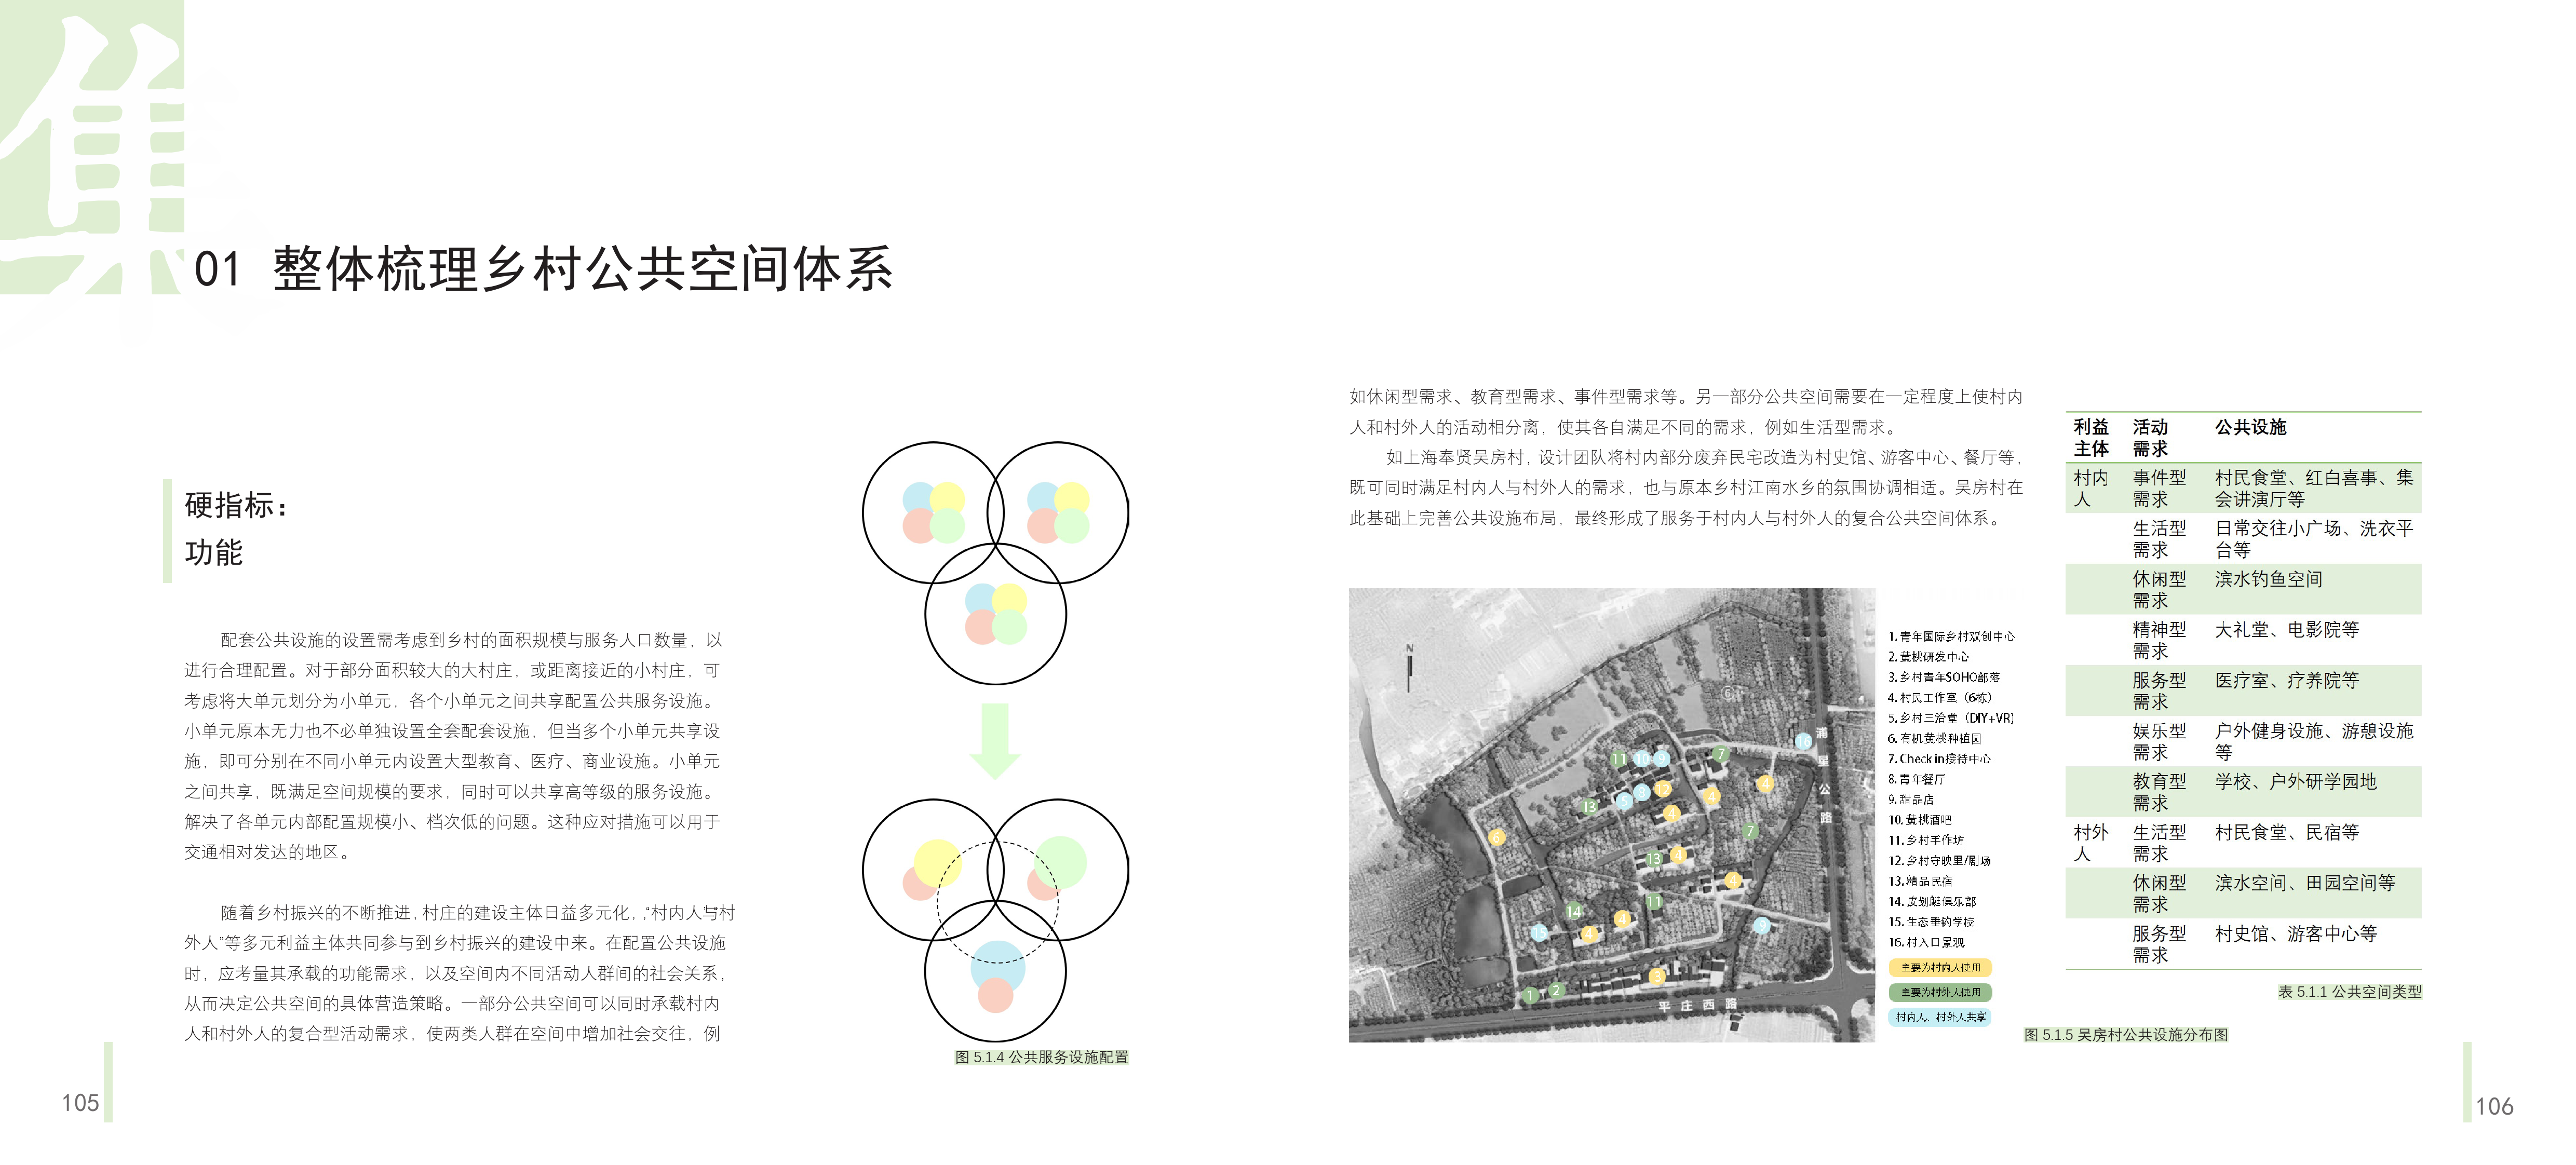 集
01 整体梳理乡村公共空间体系
硬指标：
功能
配套公共设施的设置需考虑到乡村的面积规模与服务人口数量，以
进行合理配置。对于部分面积较大的大村庄，或距离接近的小村庄，可
考虑将大单元划分为小单元，各个小单元之间共享配置公共服务设施。
小单元原本无力也不必单独设置全套配套设施，但当多个小单元共享设
施，即可分别在不同小单元内设置大型教育、医疗、商业设施。小单元
之间共享，既满足空间规模的要求，同时可以共享高等级的服务设施。
解决了各单元内部配置规模小、档次低的问题。这种应对措施可以用于
交通相对发达的地区。
随着乡村振兴的不断推进，村庄的建设主体日益多元化，“村内人”与“村
外人”等多元利益主体共同参与到乡村振兴的建设中来。在配置公共设施
时，应考量其承载的功能需求，以及空间内不同活动人群间的社会关系，
从而决定公共空间的具体营造策略。一部分公共空间可以同时承载村内
人和村外人的复合型活动需求，使两类人群在空间中增加社会交往，例
图 5.1.4 公共服务设施配置
105
如休闲型需求、教育型需求、事件型需求等。另一部分公共空间需要在一定程度上使村内
人和村外人的活动相分离，使其各自满足不同的需求，例如生活型需求。
如上海奉贤吴房村，设计团队将村内部分废弃民宅改造为村史馆、游客中心、餐厅等，
既可同时满足村内人与村外人的需求，也与原本乡村江南水乡的氛围协调相适。吴房村在
此基础上完善公共设施布局，最终形成了服务于村内人与村外人的复合公共空间体系。
N
6
16
浦星公路
11 10 9 7
5 8 12 4 4
13 4
6 7
13 4
4
14 4 11
15 4 9
3
1 2
平庄西路
1. 青年国际乡村双创中心
2. 黄桃研发中心
3. 乡村青年SOHO部落
4. 村民工作室（6栋）
5. 乡村三治堂（DIY+VR）
6. 有机黄桃种植园
7. Check in接待中心
8. 青年餐厅
9. 甜品店
10. 黄桃酒吧
11. 乡村手作坊
12. 乡村守映里/剧场
13. 精品民宿
14. 皮划艇俱乐部
15. 生态垂钓学校
16. 村入口景观
主要为村内人使用
主要为村外人使用
村内人、村外人共享
图 5.1.5 吴房村公共设施分布图
利益 活动 公共设施
主体 需求
村内 事件型 村民食堂、红白喜事、集
人 需求 会讲演厅等
生活型 日常交往小广场、洗衣平
需求 台等
休闲型 滨水钓鱼空间
需求
精神型 大礼堂、电影院等
需求
服务型 医疗室、疗养院等
需求
娱乐型 户外健身设施、游憩设施
需求 等
教育型 学校、户外研学园地
需求
村外 生活型 村民食堂、民宿等
人 需求
休闲型 滨水空间、田园空间等
需求
服务型 村史馆、游客中心等
需求
表 5.1.1 公共空间类型
106